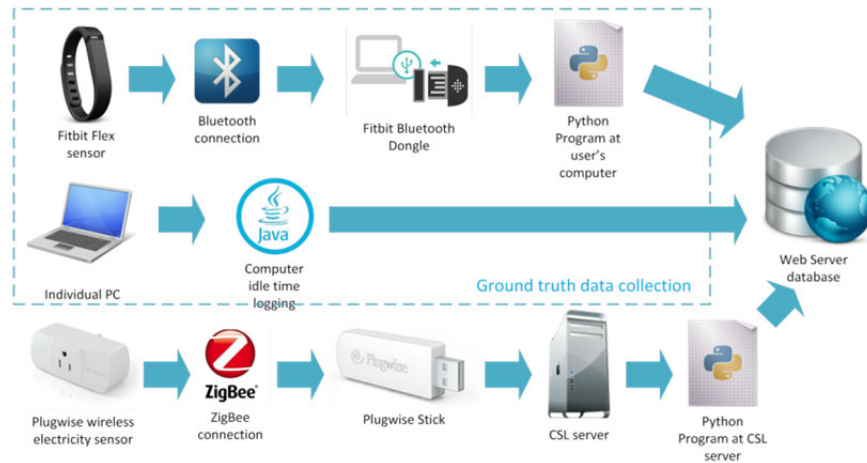 Fitbit Flex
sensor
Bluetooth
connection
Fitbit Bluetooth
Dongle
Python
Program at
user's
computer
Individual PC
Java
Computer
idle time
logging
Ground truth data collection
Web Server
database
Plugwise wireless
electricity sensor
ZigBee®
ZigBee
connection
Plugwise
Plugwise Stick
CSL server
Python
Program at CSL
server